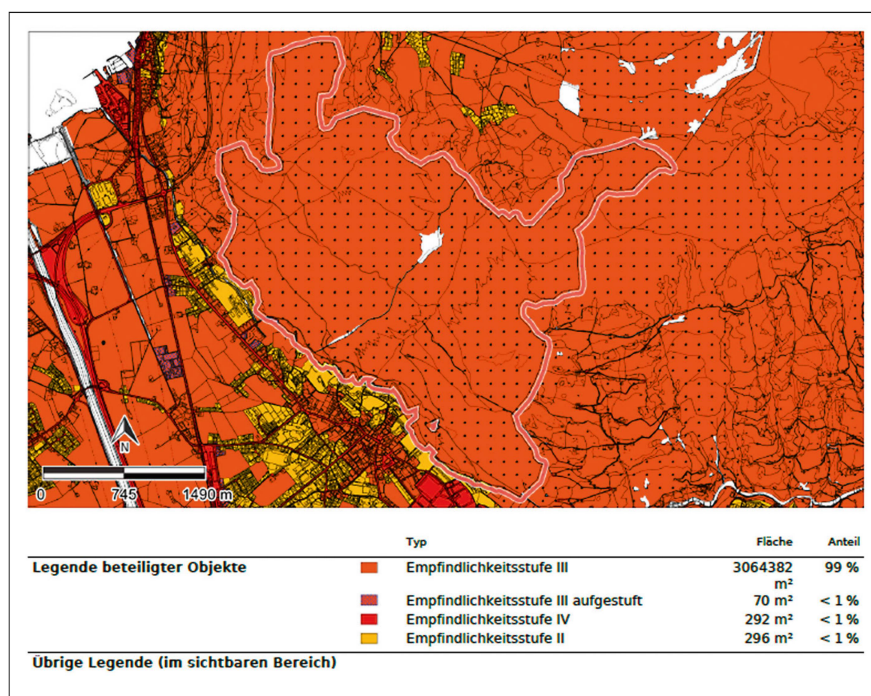 N
0 745 1490 m
Typ Fläche Anteil
Legende beteiligter Objekte Empfindlichkeitsstufe III 3064382 m² 99 %
Empfindlichkeitsstufe III aufgestuft 70 m² < 1 %
Empfindlichkeitsstufe IV 292 m² < 1 %
Empfindlichkeitsstufe II 296 m² < 1 %
Übrige Legende (im sichtbaren Bereich)